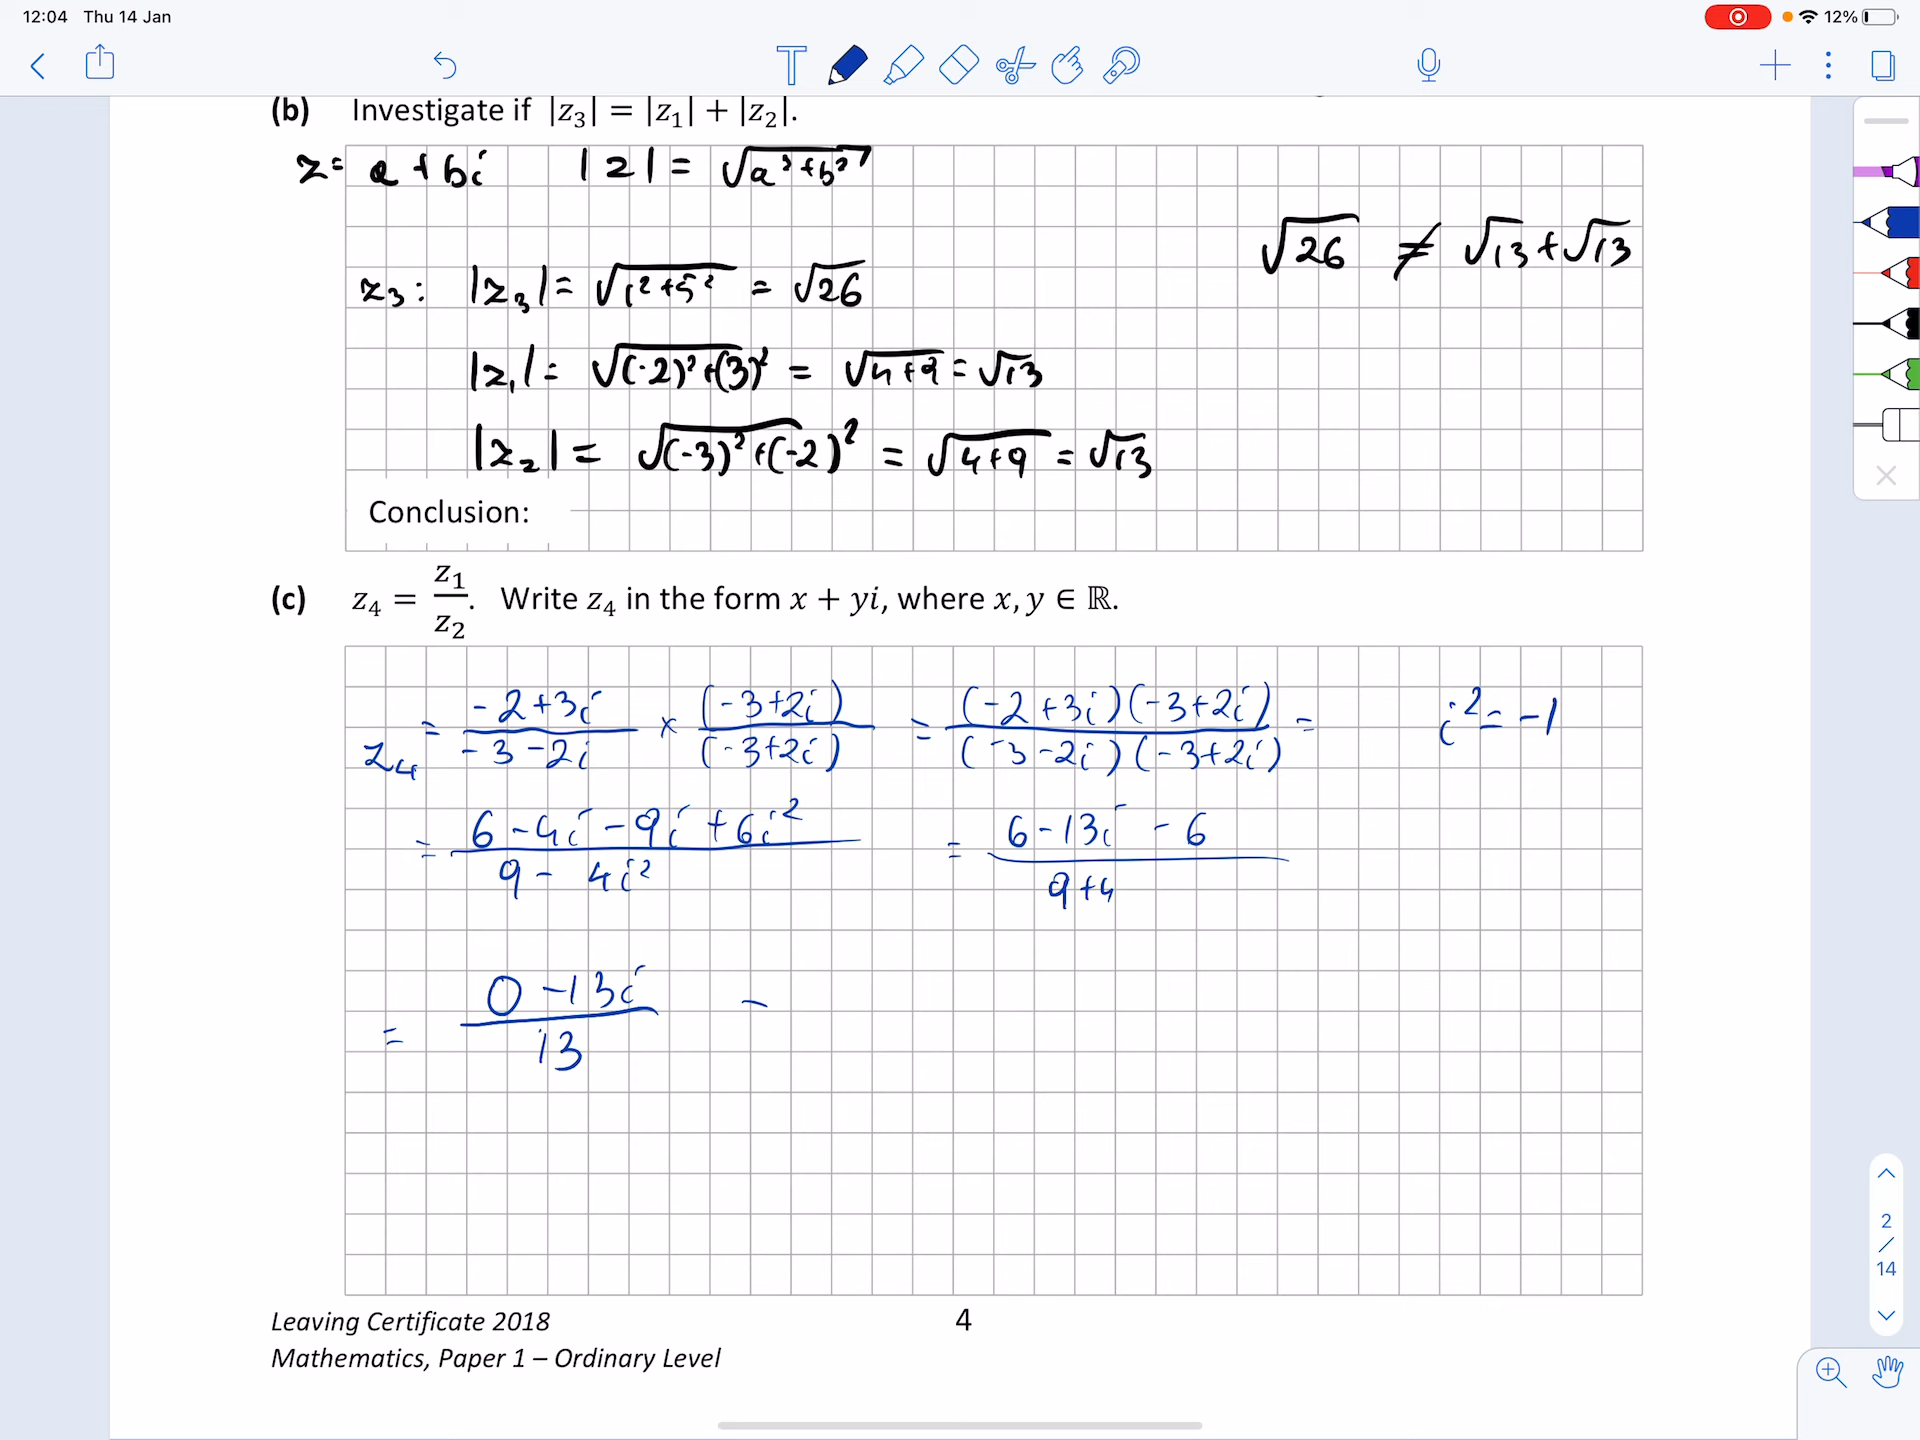 12:04 Thu 14 Jan
12%
(b) Investigate if |z₃| = |z₁| + |z₂|.
z = a + bi |z| = √a²+b²
√26 ≠ √13 + √13
z₃: |z₃| = √1²+5² = √26
|z₁| = √(-2)²+(3)² = √4+9 = √13
|z₂| = √(-3)²+(-2)² = √4+9 = √13
Conclusion:
(c) z₄ = z₁/z₂. Write z₄ in the form x + yi, where x, y ∈ ℝ.
z₄ = -2+3i/-3-2i × (-3+2i)/(-3+2i) = (-2+3i)(-3+2i)/(-3-2i)(-3+2i) = i² = -1
= 6-4i-9i+6i²/9-4i² = 6-13i-6/9+4
= 0-13i/13 -
2
/
14
Leaving Certificate 2018
4
Mathematics, Paper 1 – Ordinary Level